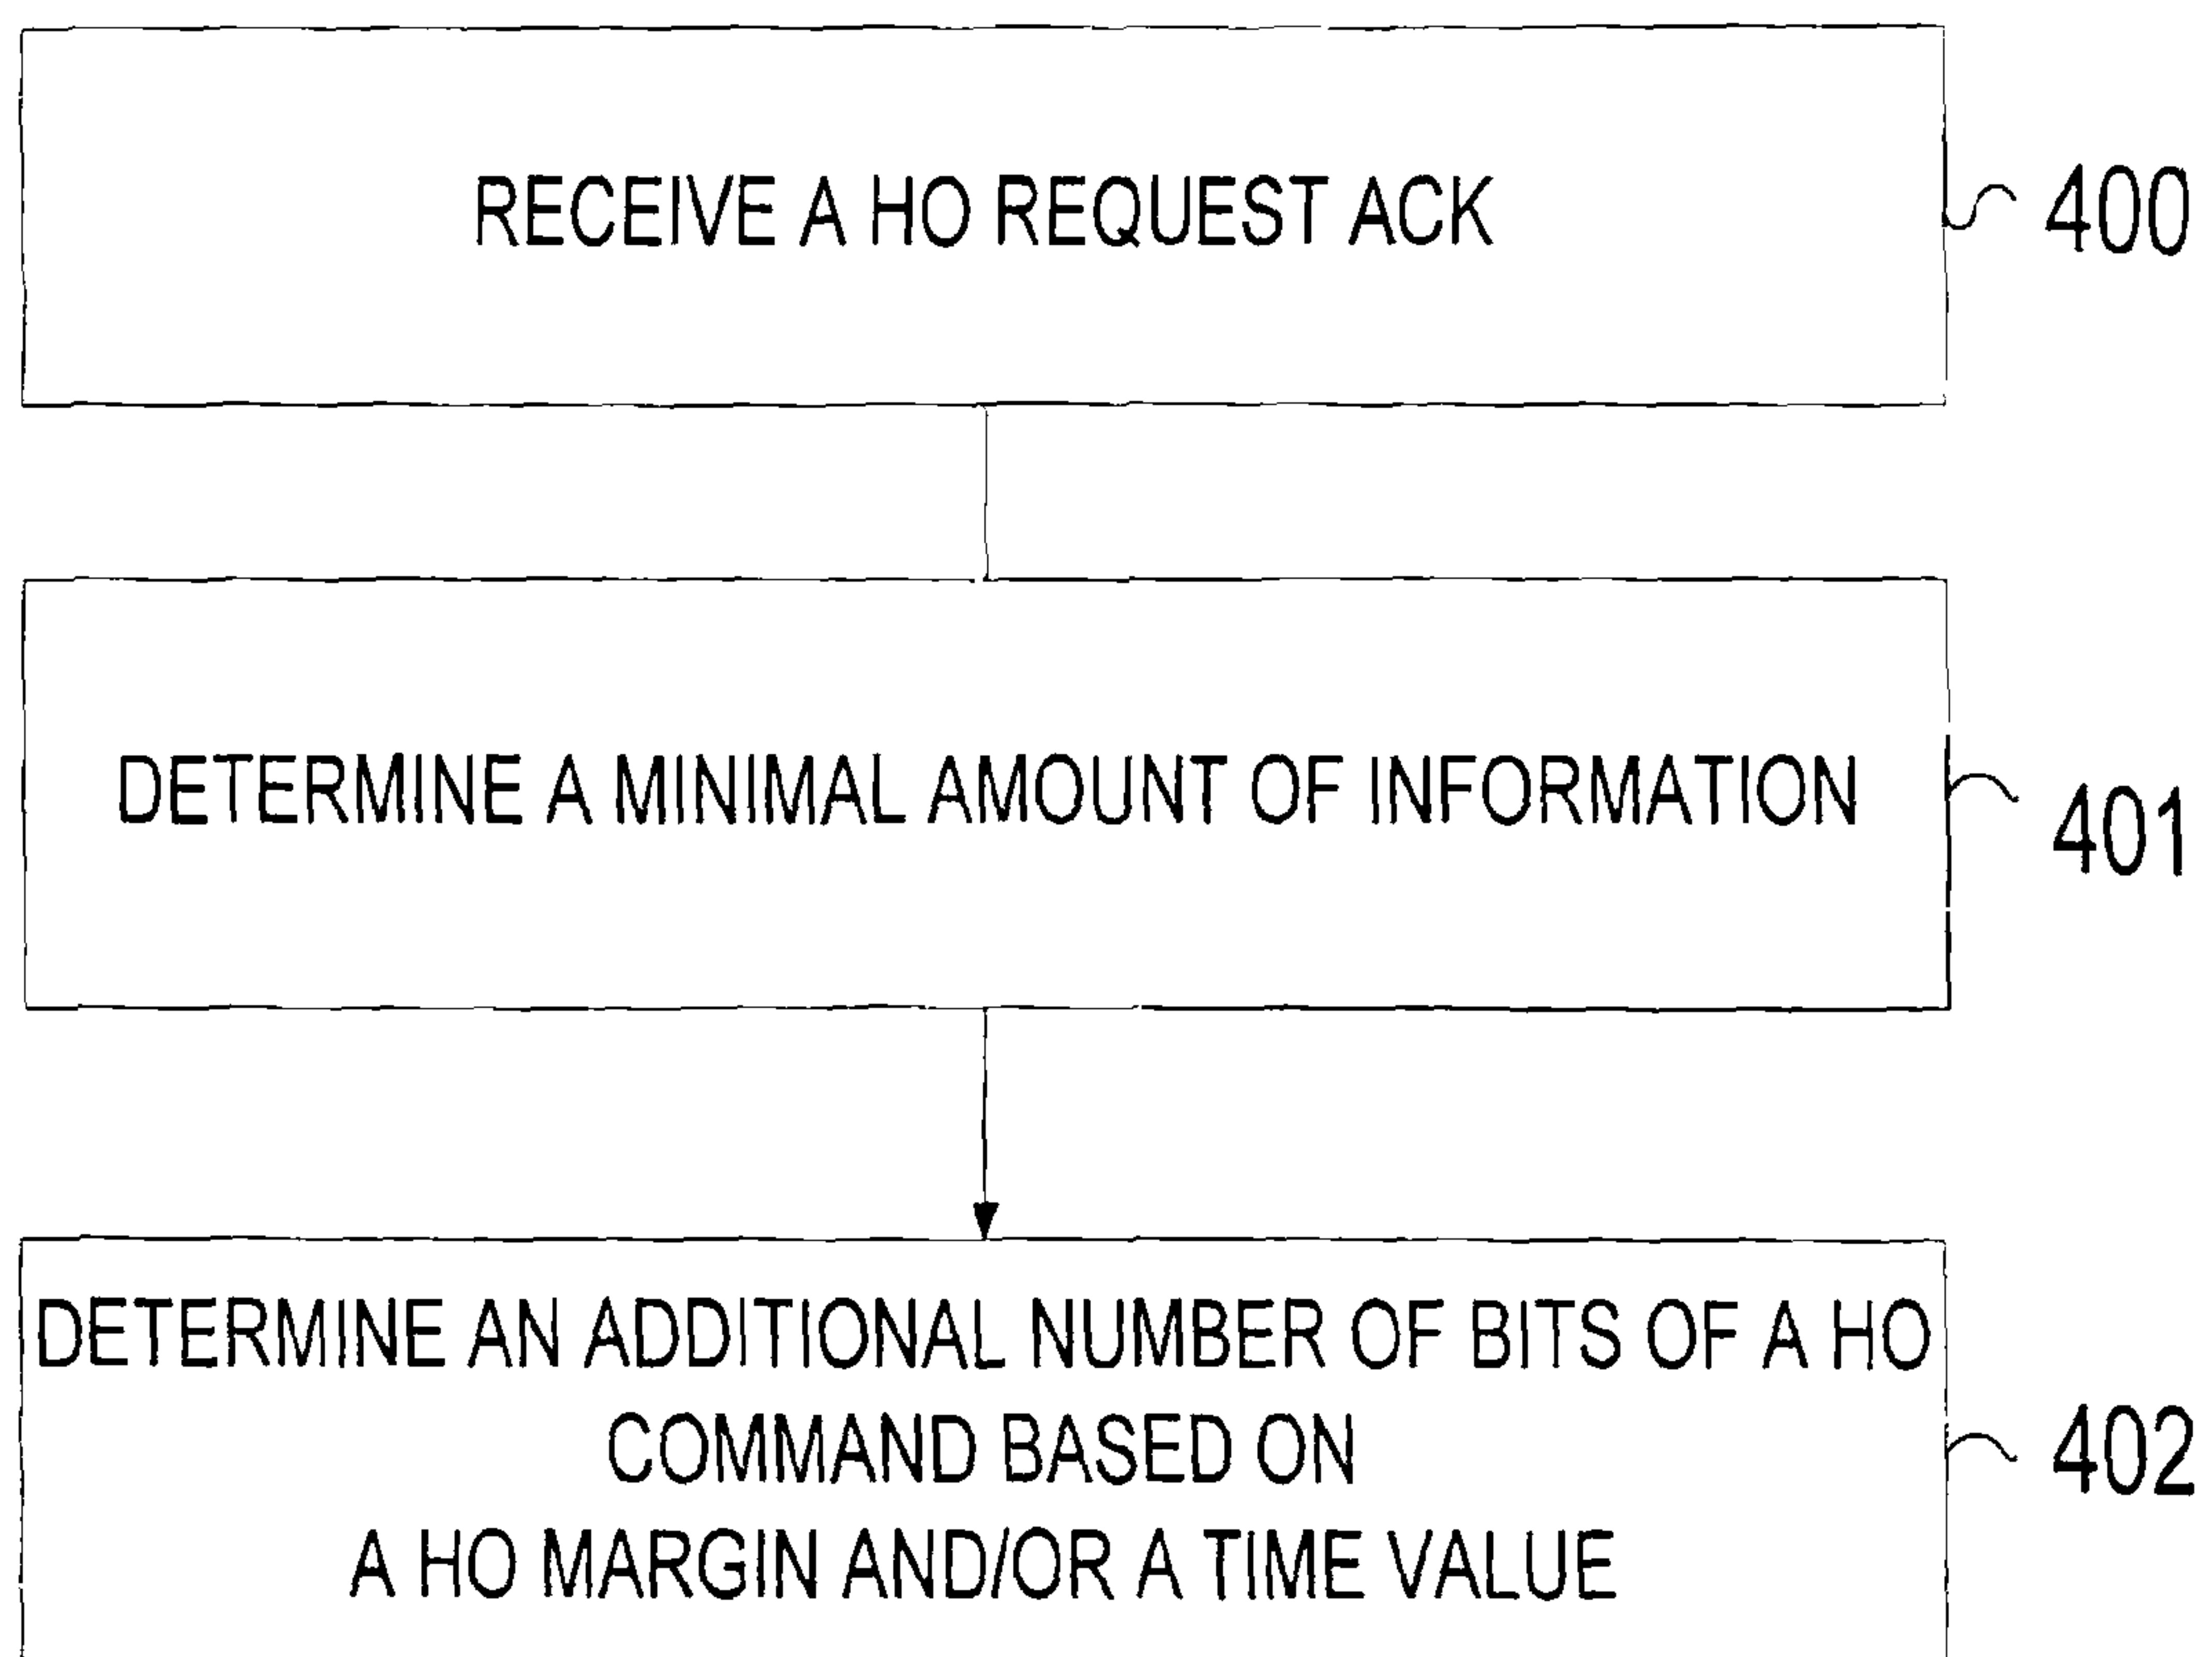 RECEIVE A HO REQUEST ACK
400
DETERMINE A MINIMAL AMOUNT OF INFORMATION
401
DETERMINE AN ADDITIONAL NUMBER OF BITS OF A HO
COMMAND BASED ON
402
A HO MARGIN AND/OR A TIME VALUE